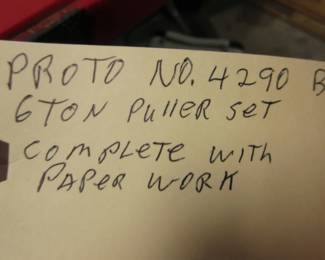 PROTO NO. 4290 B
6TON PULLER SET
COMPLETE WITH
PAPER WORK